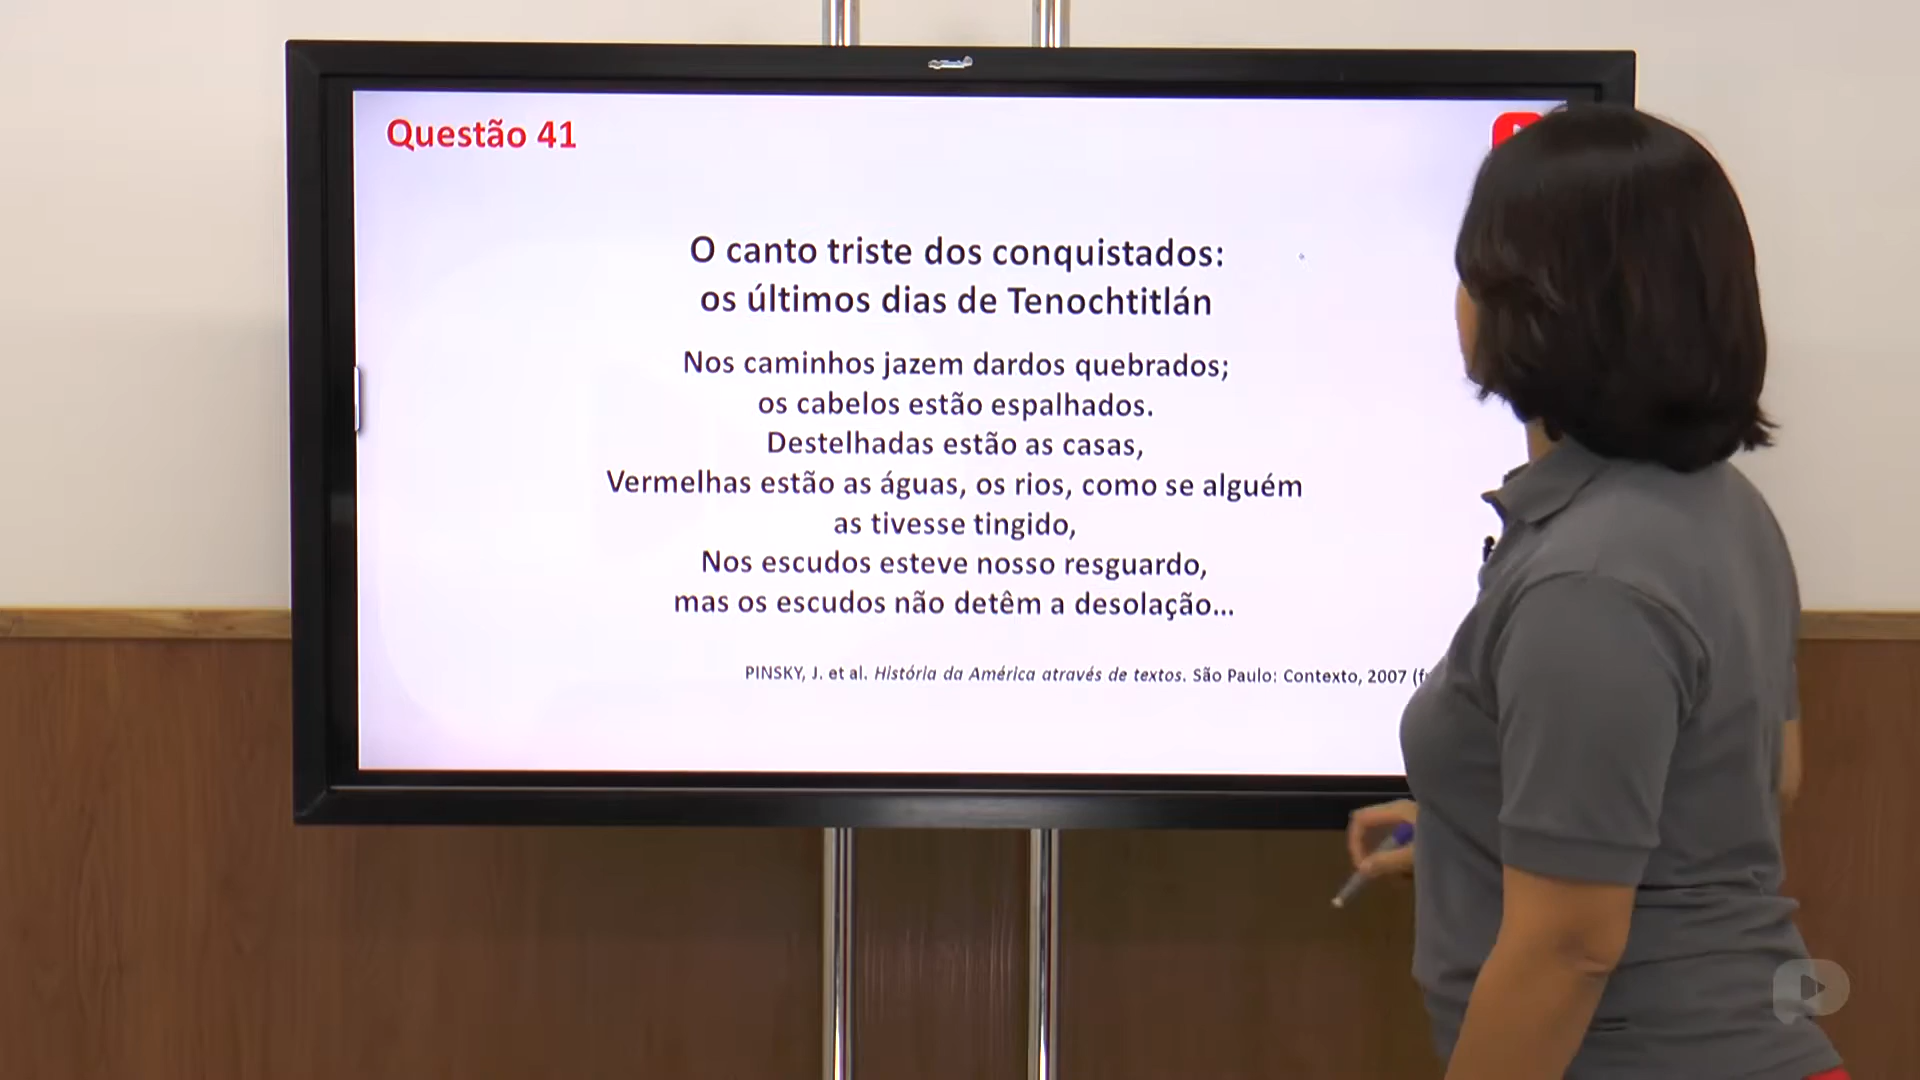 Questão 41
O canto triste dos conquistados:
os últimos dias de Tenochtitlán
Nos caminhos jazem dardos quebrados;
os cabelos estão espalhados.
Destelhadas estão as casas,
Vermelhas estão as águas, os rios, como se alguém
as tivesse tingido,
Nos escudos esteve nosso resguardo,
mas os escudos não detêm a desolação...
PINSKY, J. et al. História da América através de textos. São Paulo: Contexto, 2007